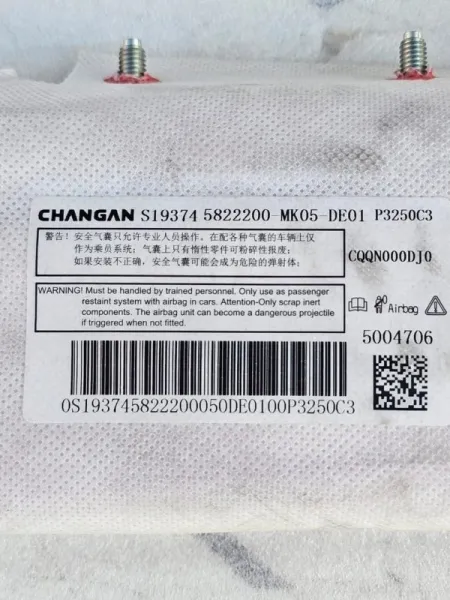 CHANGAN S19374 5822200-MK05-DE01 P3250C3
警告! 安全气囊只允许专业人员操作。在配各种气囊的车辆上仅
作为乘员系统; 气囊上只有惰性零件可粉碎性报废;
如果安装不正确, 安全气囊可能会成为危险的弹射体;
CQQN000DJ0
WARNING! Must be handled by trained personnel. Only use as passenger
restaint system with airbag in cars. Attention-Only scrap inert
components. The airbag unit can become a dangerous projectile
if triggered when not fitted.
Airbag
5004706
0S193745822200050DE0100P3250C3